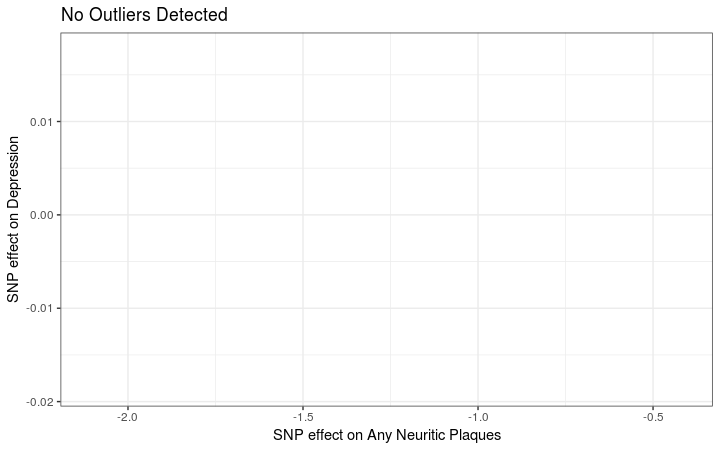 No Outliers Detected
SNP effect on Depression
0.01
0.00
-0.01
-0.02
-2.0
-1.5
-1.0
-0.5
SNP effect on Any Neuritic Plaques